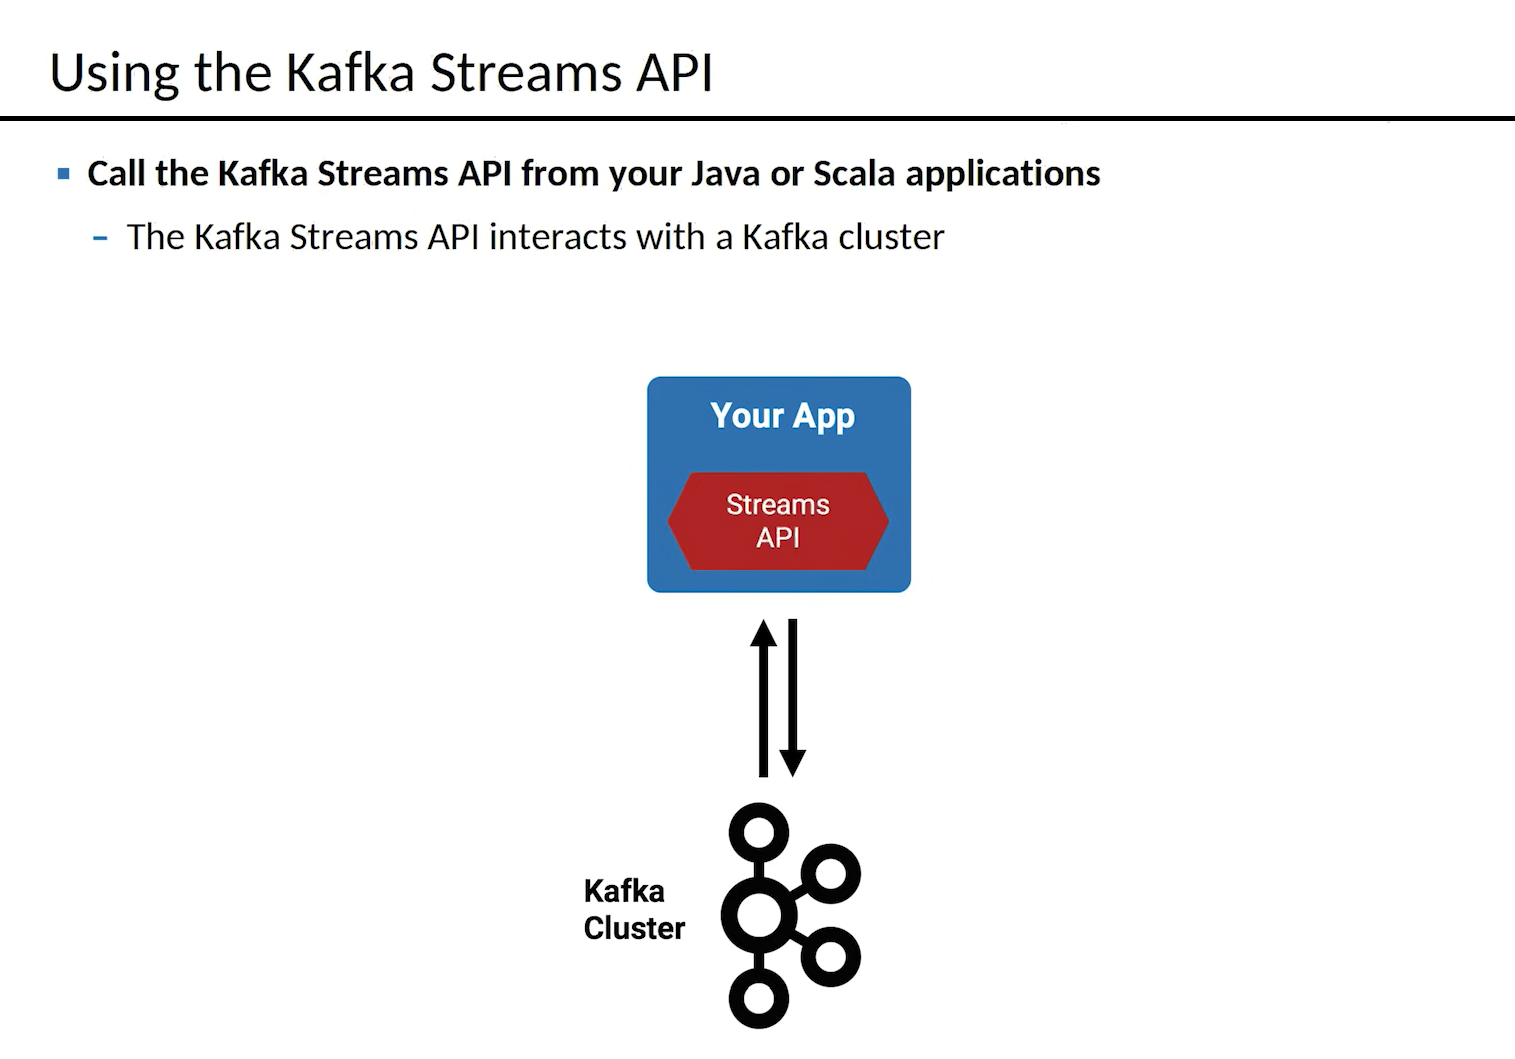 Using the Kafka Streams API
Call the Kafka Streams API from your Java or Scala applications
– The Kafka Streams API interacts with a Kafka cluster
Your App
Streams
API
Kafka
Cluster